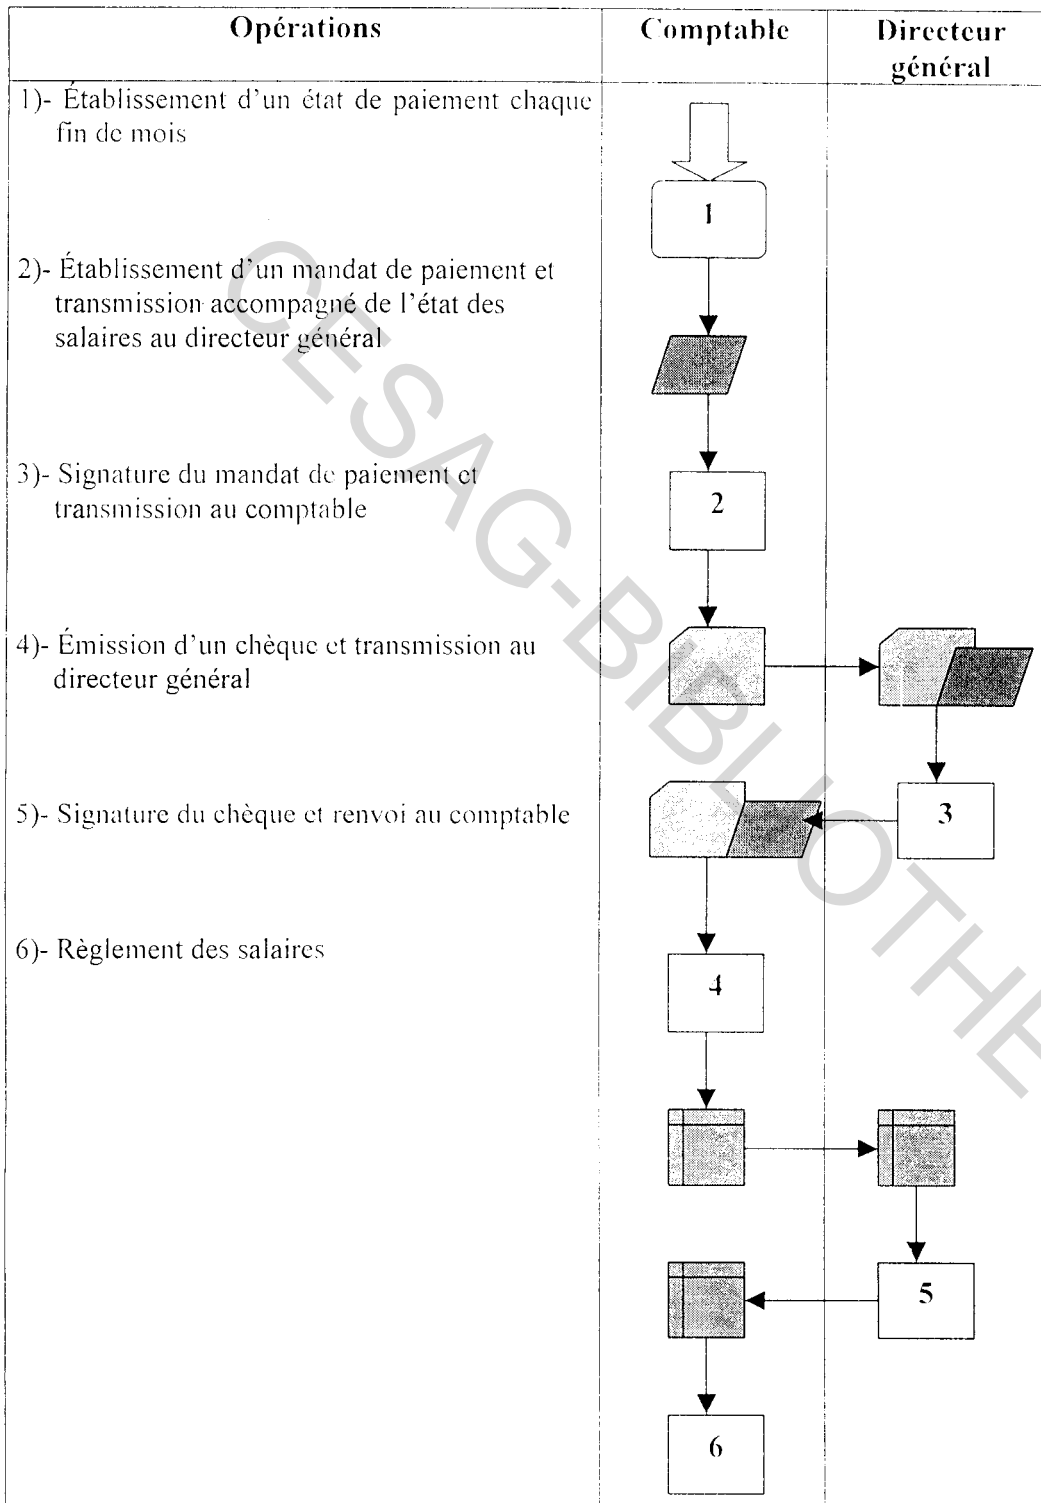 Opérations
Comptable
Directeur
général
1)- Établissement d'un état de paiement chaque
fin de mois
2)- Établissement d'un mandat de paiement et
transmission accompagné de l'état des
salaires au directeur général
3)- Signature du mandat de paiement et
transmission au comptable
4)- Émission d'un chèque et transmission au
directeur général
5)- Signature du chèque et renvoi au comptable
6)- Règlement des salaires
1
2
3
4
5
6
CESAG-BIBLIOTHE